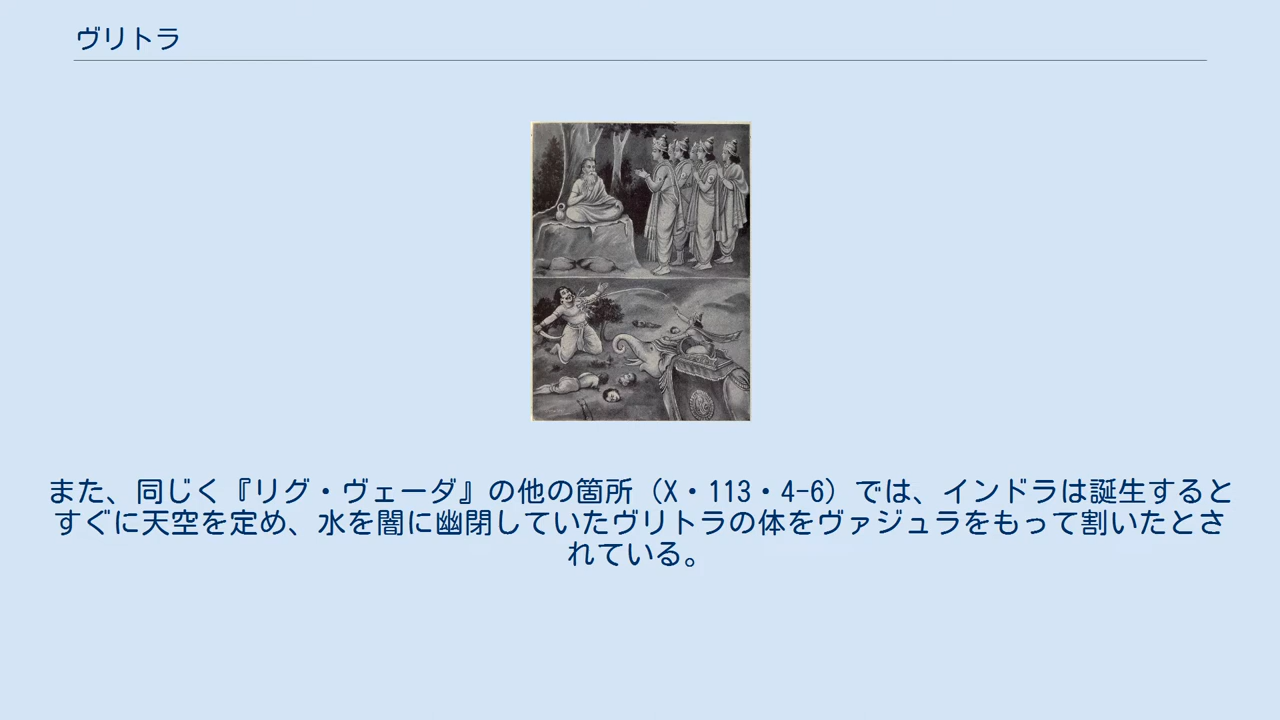 ヴリトラ
また、同じく『リグ・ヴェーダ』の他の箇所（X・113・4-6）では、インドラは誕生すると
すぐに天空を定め、水を闇に幽閉していたヴリトラの体をヴァジュラをもって割いたとさ
れている。